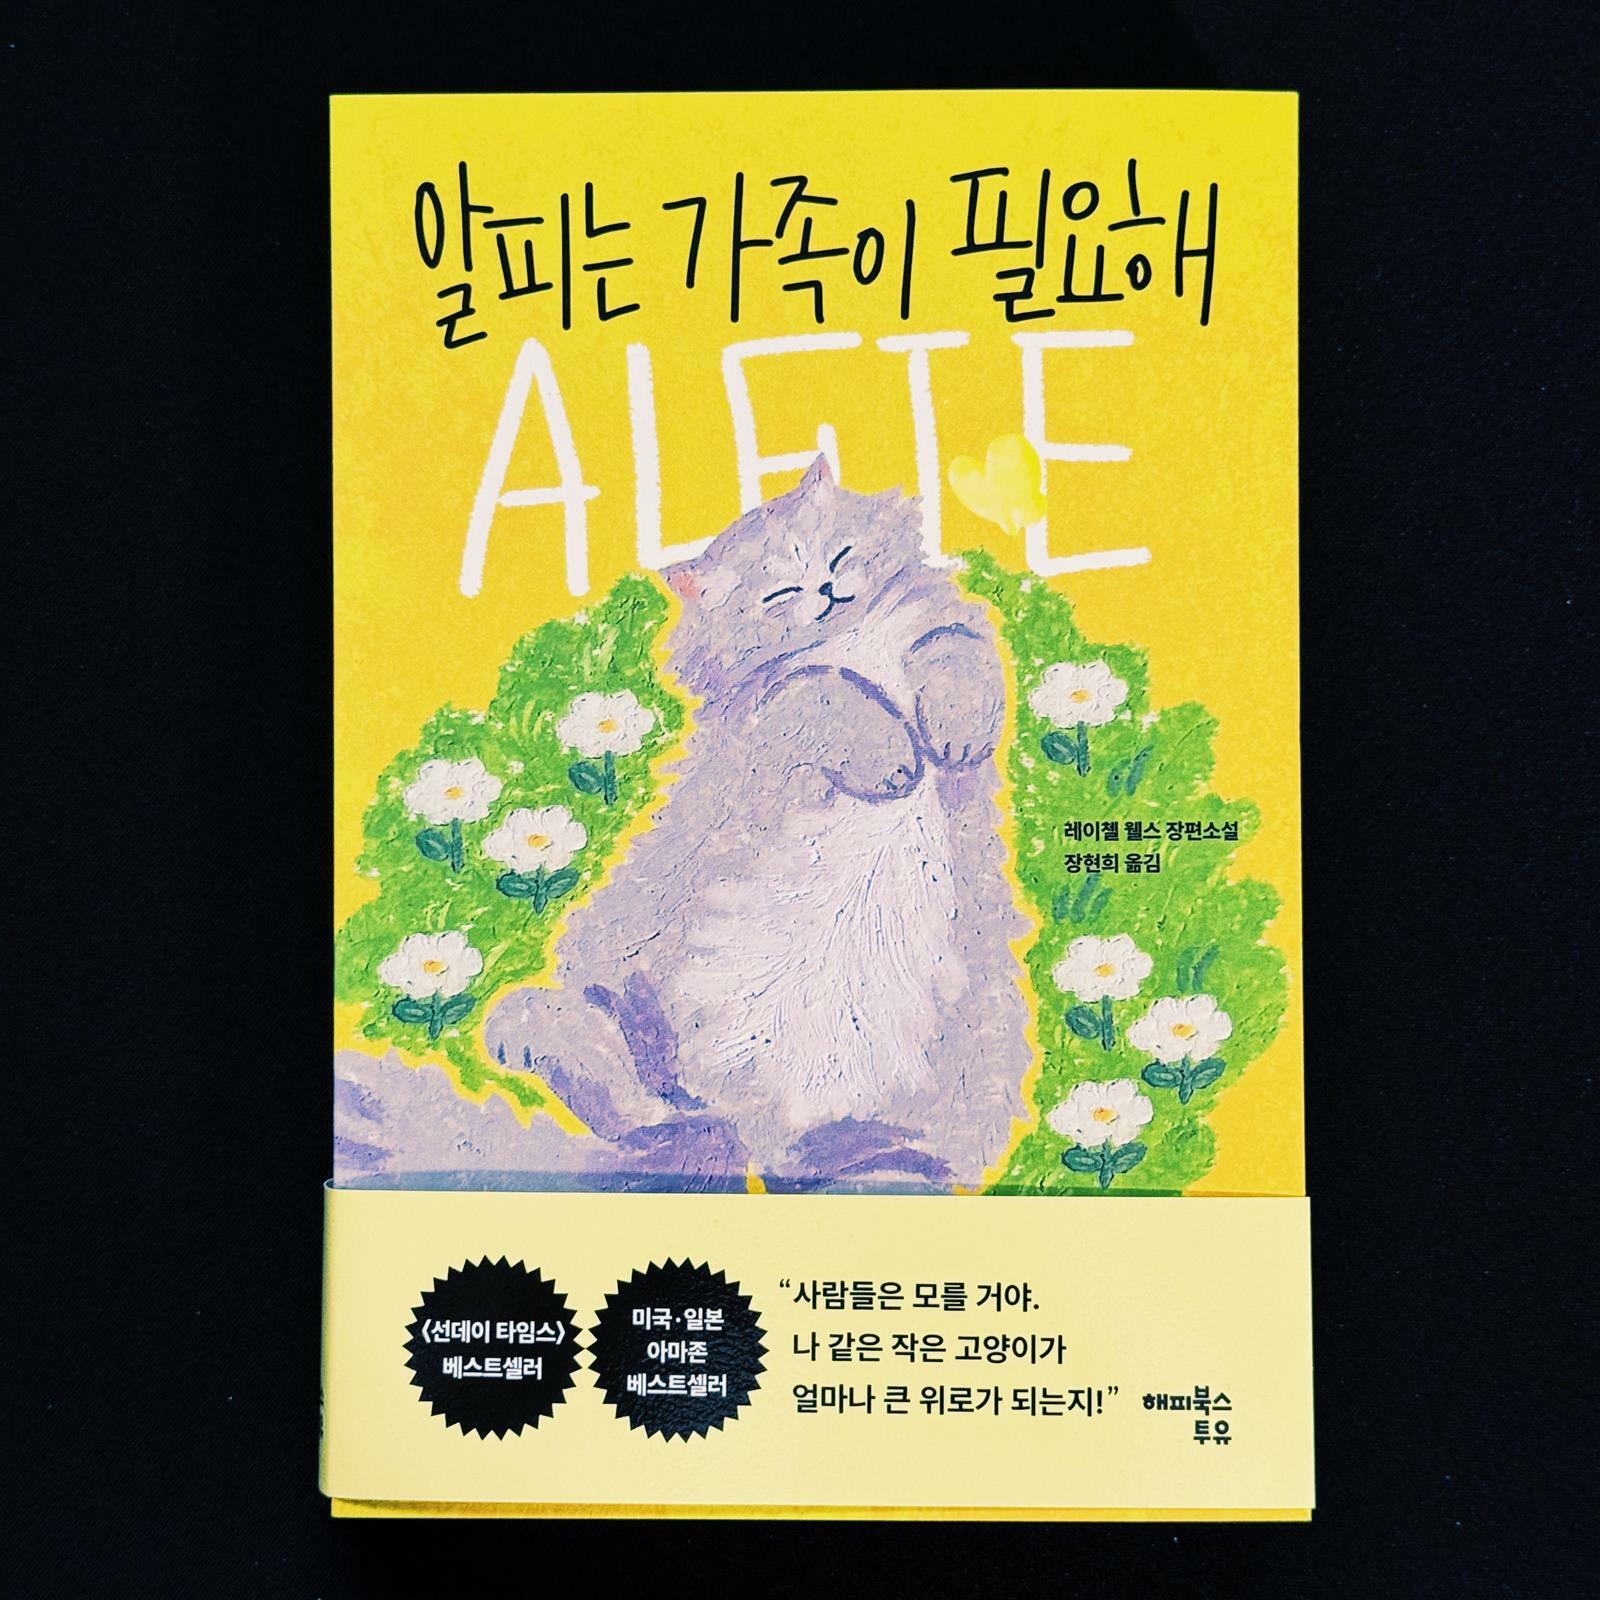 알피는 가족이 필요해
ALFIE
레이첼 웰스 장편소설
장현희 옮김
〈선데이 타임스〉
베스트셀러
미국·일본
아마존
베스트셀러
“사람들은 모를 거야.
나 같은 작은 고양이가
얼마나 큰 위로가 되는지!”
해피북스
투유